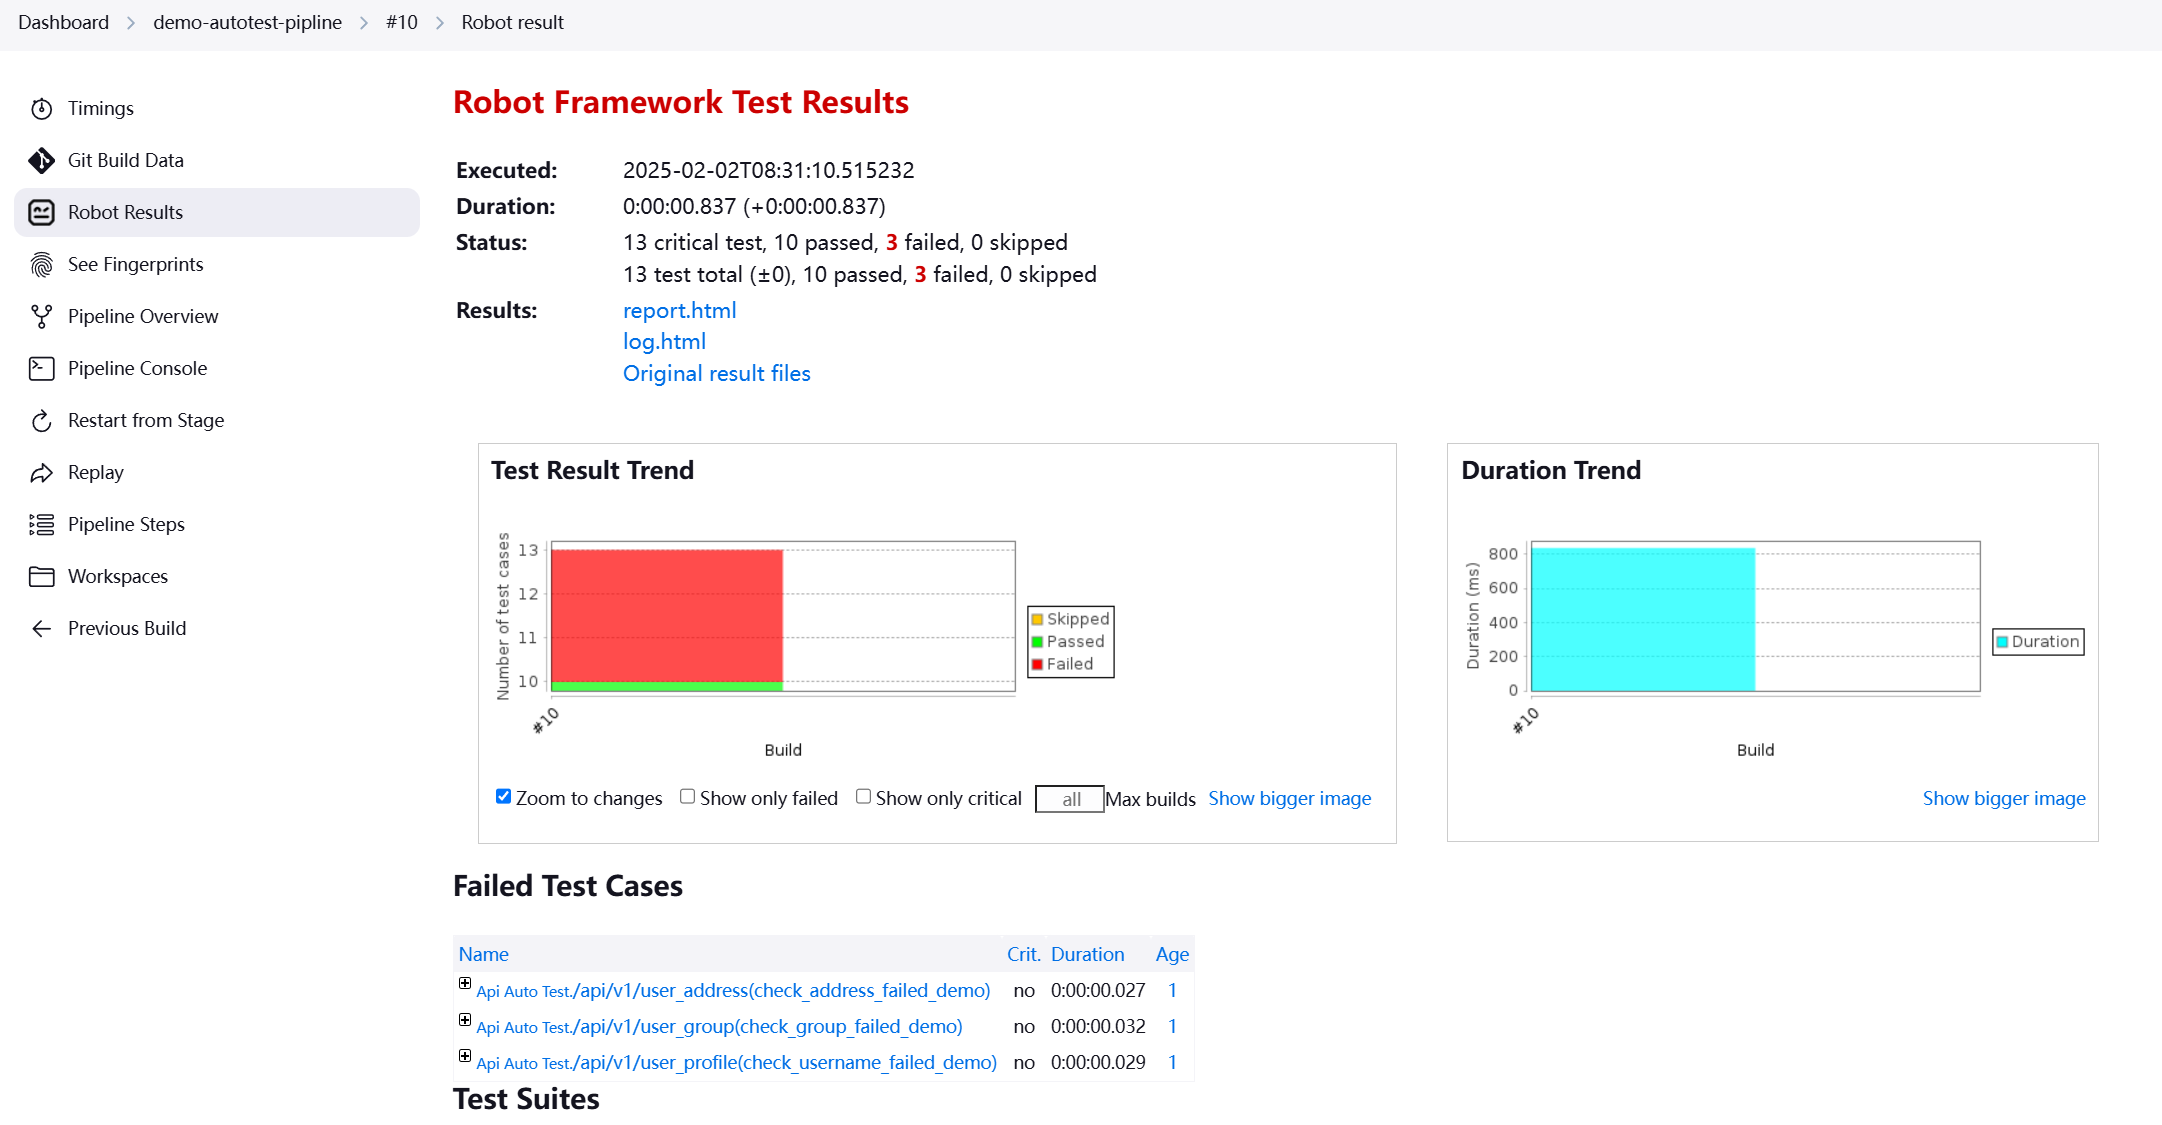 Dashboard > demo-autotest-pipline > #10 > Robot result
Timings
Git Build Data
Robot Results
See Fingerprints
Pipeline Overview
Pipeline Console
Restart from Stage
Replay
Pipeline Steps
Workspaces
Previous Build
Robot Framework Test Results
Executed: 2025-02-02T08:31:10.515232
Duration: 0:00:00.837 (+0:00:00.837)
Status: 13 critical test, 10 passed, 3 failed, 0 skipped
13 test total (±0), 10 passed, 3 failed, 0 skipped
Results: report.html
log.html
Original result files
Test Result Trend
Number of test cases
13
12
11
10
#10
Build
Skipped
Passed
Failed
Zoom to changes Show only failed Show only critical all Max builds Show bigger image
Duration Trend
Duration (ms)
800
600
400
200
0
#10
Build
Duration
Show bigger image
Failed Test Cases
Name Crit. Duration Age
Api Auto Test./api/v1/user_address(check_address_failed_demo) no 0:00:00.027 1
Api Auto Test./api/v1/user_group(check_group_failed_demo) no 0:00:00.032 1
Api Auto Test./api/v1/user_profile(check_username_failed_demo) no 0:00:00.029 1
Test Suites